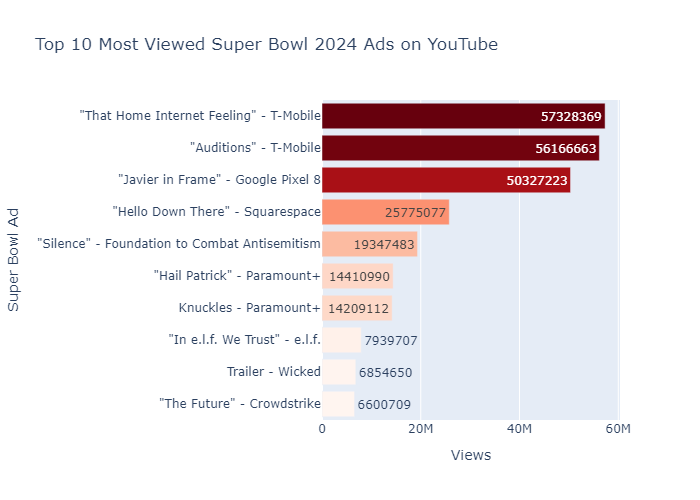 Top 10 Most Viewed Super Bowl 2024 Ads on YouTube
Super Bowl Ad
"That Home Internet Feeling" - T-Mobile 57328369
"Auditions" - T-Mobile 56166663
"Javier in Frame" - Google Pixel 8 50327223
"Hello Down There" - Squarespace 25775077
"Silence" - Foundation to Combat Antisemitism 19347483
"Hail Patrick" - Paramount+ 14410990
Knuckles - Paramount+ 14209112
"In e.l.f. We Trust" - e.l.f. 7939707
Trailer - Wicked 6854650
"The Future" - Crowdstrike 6600709
0 20M 40M 60M
Views